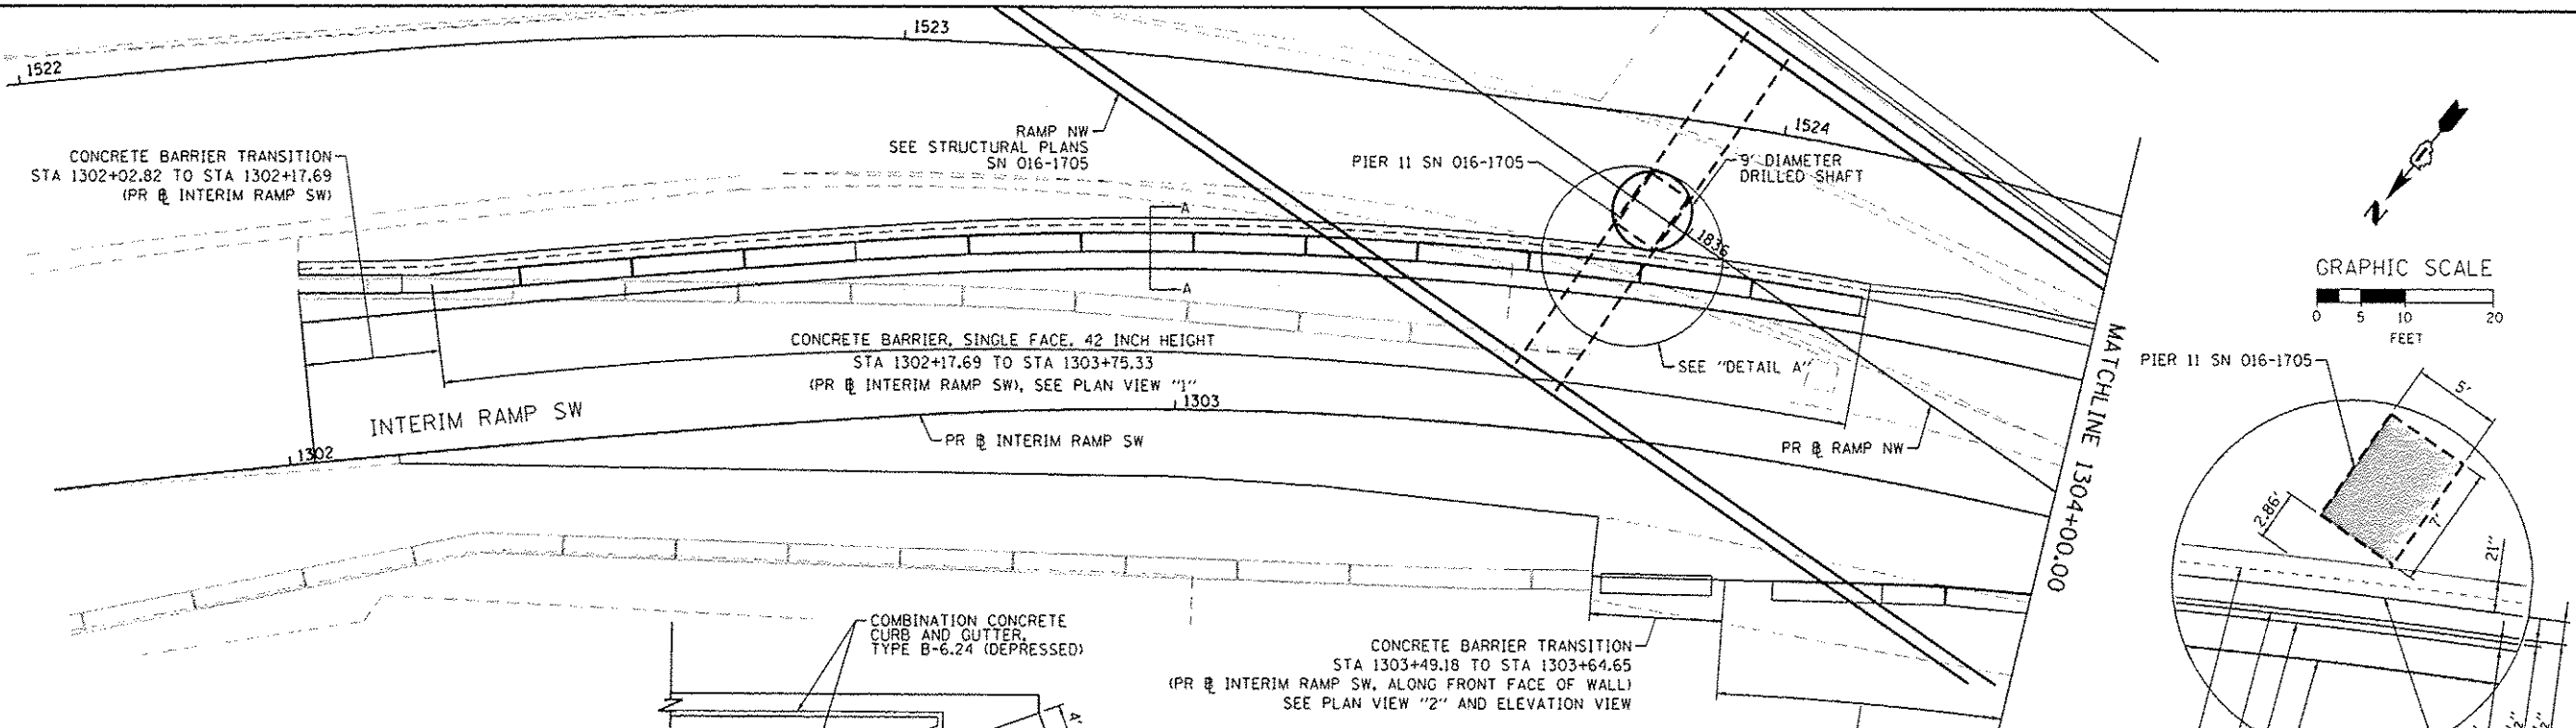 1522
1523
CONCRETE BARRIER TRANSITION
STA 1302+02.82 TO STA 1302+17.69
(PR ⅊ INTERIM RAMP SW)
RAMP NW
SEE STRUCTURAL PLANS
SN 016-1705
PIER 11 SN 016-1705
1524
9' DIAMETER
DRILLED SHAFT
1836
A
A
N
GRAPHIC SCALE
0 5 10 20
FEET
CONCRETE BARRIER, SINGLE FACE, 42 INCH HEIGHT
STA 1302+17.69 TO STA 1303+75.33
(PR ⅊ INTERIM RAMP SW), SEE PLAN VIEW "1"
SEE "DETAIL A"
MATCHLINE 1304+00.00
PIER 11 SN 016-1705
5'
7'
2.86'
21"
INTERIM RAMP SW
1303
1302
PR ⅊ INTERIM RAMP SW
PR ⅊ RAMP NW
COMBINATION CONCRETE
CURB AND GUTTER,
TYPE B-6.24 (DEPRESSED)
4'
CONCRETE BARRIER TRANSITION
STA 1303+49.18 TO STA 1303+64.65
(PR ⅊ INTERIM RAMP SW, ALONG FRONT FACE OF WALL)
SEE PLAN VIEW "2" AND ELEVATION VIEW